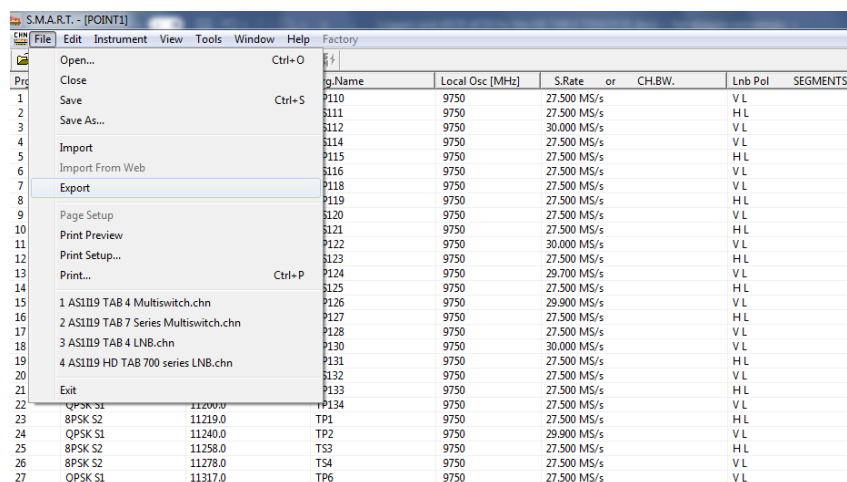 S.M.A.R.T. - [POINT1]
CHN File Edit Instrument View Tools Window Help Factory
Open... Ctrl+O
Close
Save Ctrl+S
Save As...
Import
Import From Web
Export
Page Setup
Print Preview
Print Setup...
Print... Ctrl+P
1 AS1II19 TAB 4 Multiswitch.chn
2 AS1II19 TAB 7 Series Multiswitch.chn
3 AS1II19 TAB 4 LNB.chn
4 AS1II19 HD TAB 700 series LNB.chn
Exit
rg.Name Local Osc [MHz] S.Rate or CH.BW. Lnb Pol SEGMENTS
1 P110 9750 27.500 MS/s V L
2 S111 9750 27.500 MS/s H L
3 S112 9750 30.000 MS/s V L
4 S114 9750 27.500 MS/s V L
5 P115 9750 27.500 MS/s H L
6 S116 9750 27.500 MS/s V L
7 P118 9750 27.500 MS/s V L
8 P119 9750 27.500 MS/s H L
9 S120 9750 27.500 MS/s V L
10 S121 9750 27.500 MS/s H L
11 P122 9750 30.000 MS/s V L
12 S123 9750 27.500 MS/s H L
13 P124 9750 29.700 MS/s V L
14 S125 9750 27.500 MS/s H L
15 P126 9750 29.900 MS/s V L
16 P127 9750 27.500 MS/s H L
17 P128 9750 27.500 MS/s V L
18 P130 9750 30.000 MS/s V L
19 P131 9750 27.500 MS/s H L
20 S132 9750 27.500 MS/s V L
21 P133 9750 27.500 MS/s H L
22 QPSK S1 11200.0 TP134 9750 27.500 MS/s V L
23 8PSK S2 11219.0 TP1 9750 27.500 MS/s H L
24 QPSK S1 11240.0 TP2 9750 29.900 MS/s V L
25 8PSK S2 11258.0 TS3 9750 27.500 MS/s H L
26 8PSK S2 11278.0 TS4 9750 27.500 MS/s V L
27 QPSK S1 11317.0 TP6 9750 27.500 MS/s V L